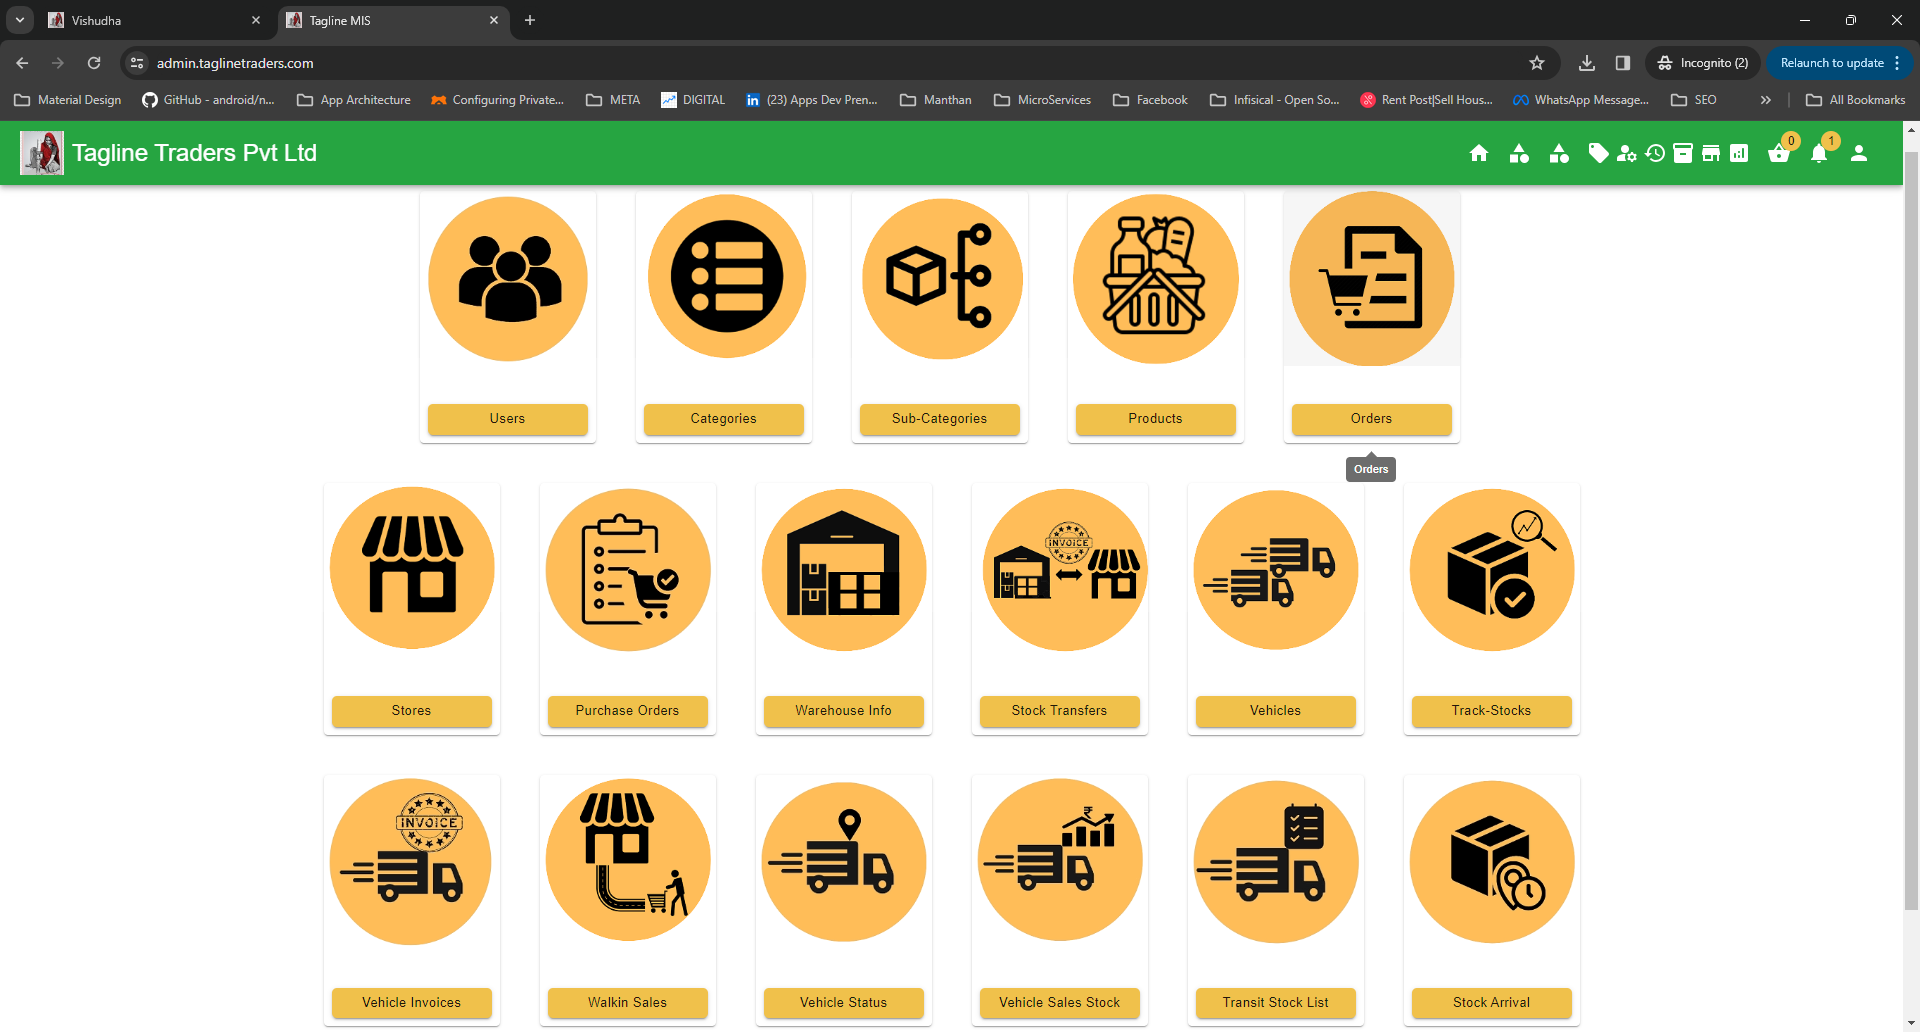 Vishudha
Tagline MIS
admin.taglinetraders.com
Incognito (2)
Relaunch to update
Material Design
GitHub - android/n...
App Architecture
Configuring Private...
META
DIGITAL
(23) Apps Dev Pren...
Manthan
MicroServices
Facebook
Infisical - Open So...
Rent Post|Sell Hous...
WhatsApp Message...
SEO
All Bookmarks
Tagline Traders Pvt Ltd
0
1
Users
Categories
Sub-Categories
Products
Orders
Orders
INVOICE
Stores
Purchase Orders
Warehouse Info
Stock Transfers
Vehicles
Track-Stocks
INVOICE
₹
Vehicle Invoices
Walkin Sales
Vehicle Status
Vehicle Sales Stock
Transit Stock List
Stock Arrival